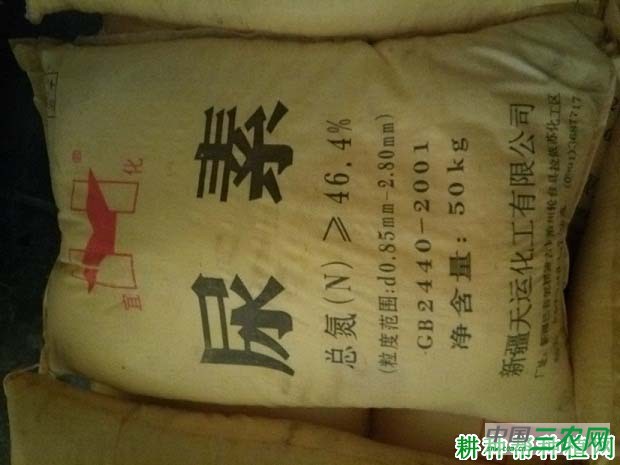 宜化
®
尿素
总氮(N)≥46.4%
(粒度范围:d0.85mm-2.80mm)
GB2440-2001
净含量:50kg
新疆天运化工有限公司
中国三农网
耕种帮种植网